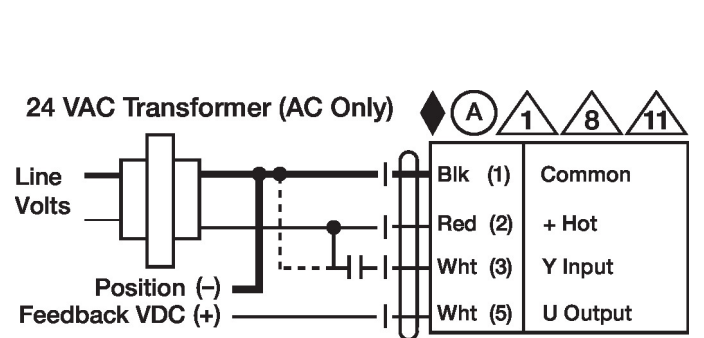 24 VAC Transformer (AC Only)
A 1 8 11
Line
Volts
Blk (1) Common
Red (2) + Hot
Wht (3) Y Input
Position (–)
Feedback VDC (+)
Wht (5) U Output